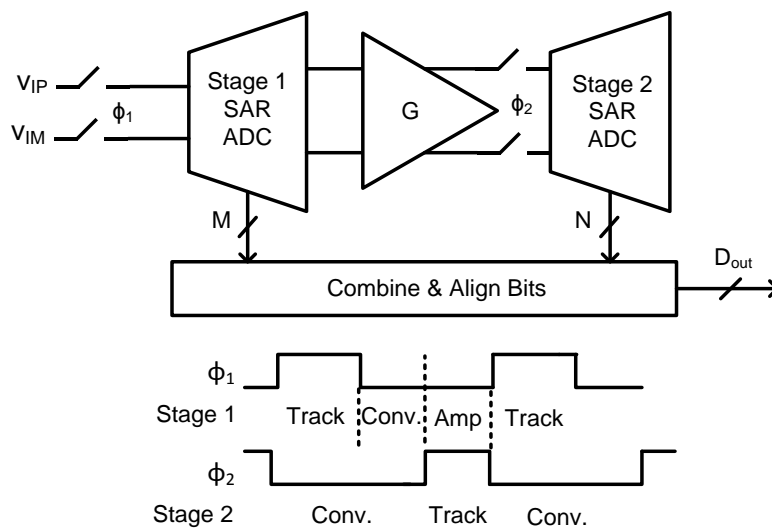 V_IP
V_IM
ϕ1
Stage 1
SAR
ADC
G
ϕ2
Stage 2
SAR
ADC
M
N
Combine & Align Bits
D_out
ϕ1
Stage 1
Track Conv. Amp Track
ϕ2
Stage 2
Conv. Track Conv.